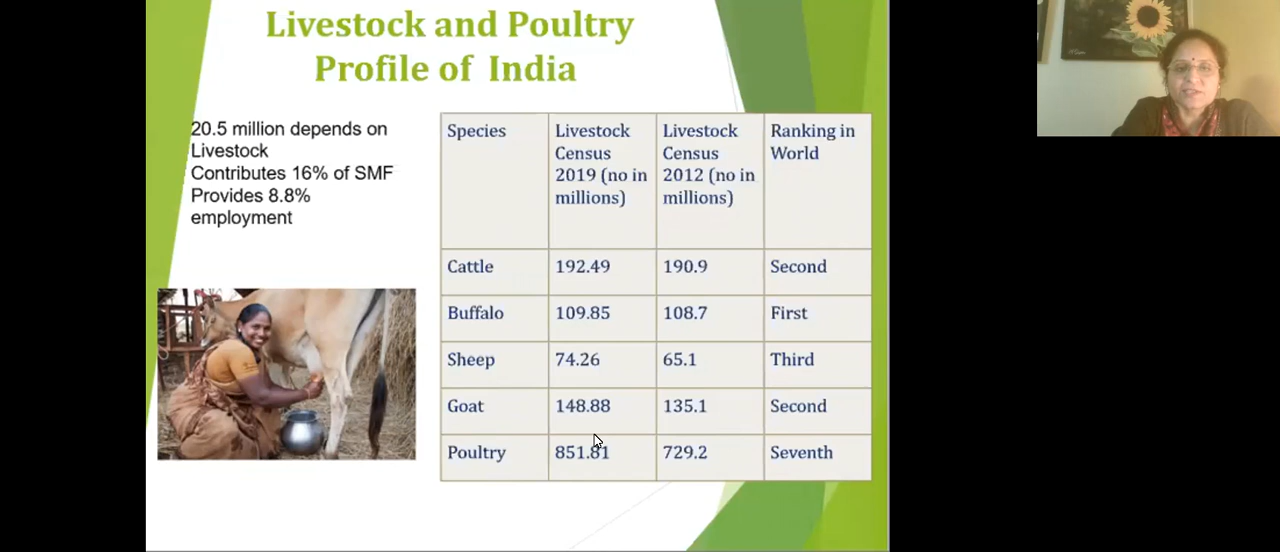 Livestock and Poultry
Profile of India
20.5 million depends on
Livestock
Contributes 16% of SMF
Provides 8.8%
employment
Species
Livestock
Census
2019 (no in
millions)
Livestock
Census
2012 (no in
millions)
Ranking in
World
Cattle 192.49 190.9 Second
Buffalo 109.85 108.7 First
Sheep 74.26 65.1 Third
Goat 148.88 135.1 Second
Poultry 851.81 729.2 Seventh